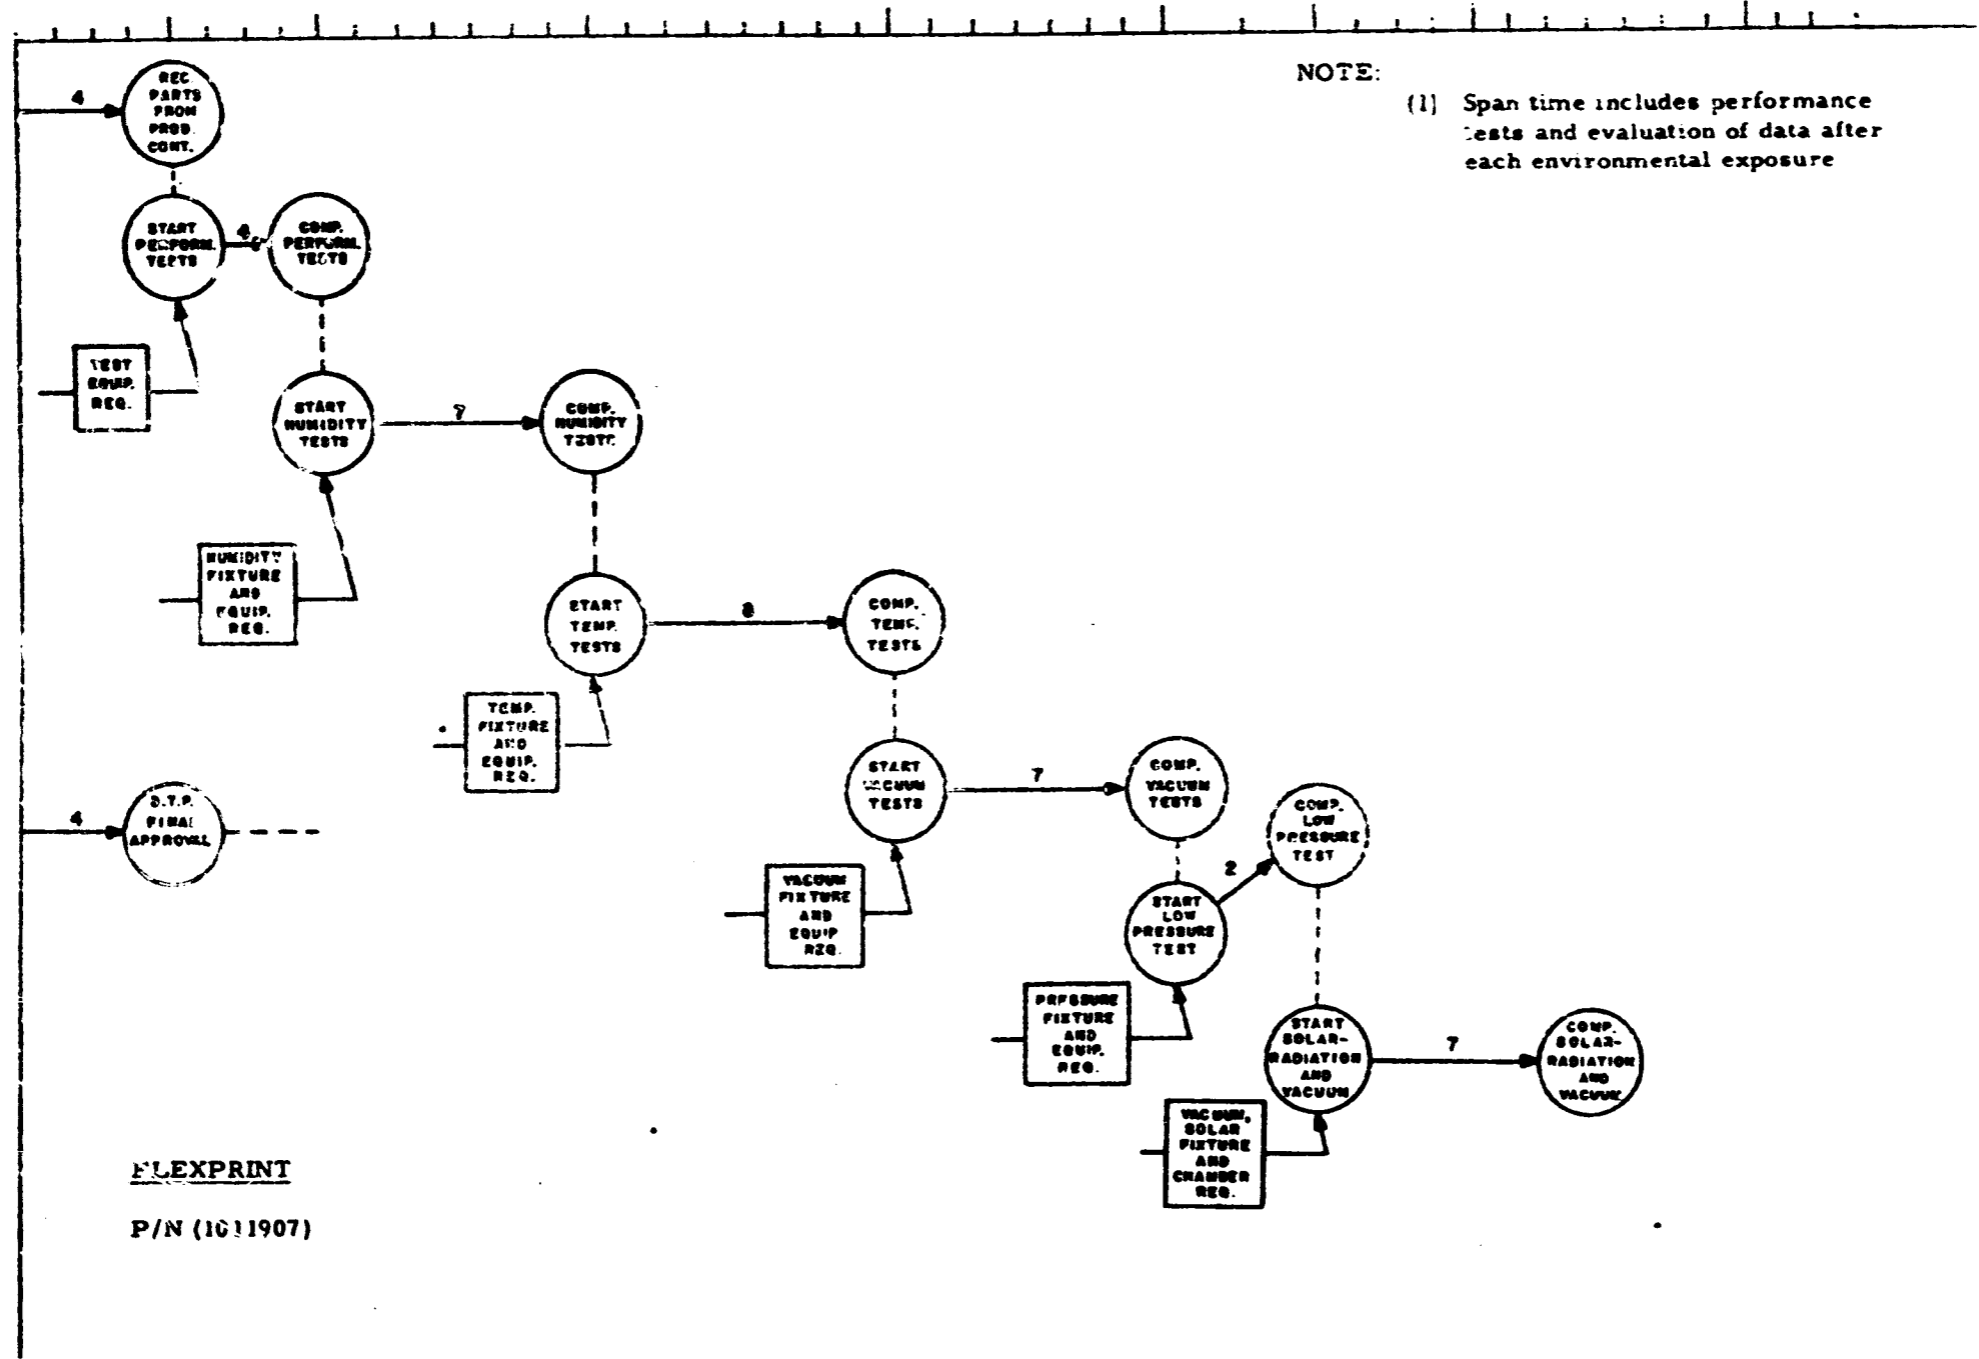 NOTE:
(1) Span time includes performance
tests and evaluation of data after
each environmental exposure
4
REC.
PARTS
FROM
PROD.
CONT.
START
PERFORM.
TESTS
4
COMP.
PERFORM.
TESTS
TEST
EQUIP.
REQ.
START
HUMIDITY
TESTS
7
COMP.
HUMIDITY
TESTS
HUMIDITY
FIXTURE
AND
EQUIP.
REQ.
START
TEMP.
TESTS
8
COMP.
TEMP.
TESTS
TEMP.
FIXTURE
AND
EQUIP.
REQ.
4
D.T.P.
FINAL
APPROVAL
START
VACUUM
TESTS
7
COMP.
VACUUM
TESTS
VACUUM
FIXTURE
AND
EQUIP
REQ.
START
LOW
PRESSURE
TEST
2
COMP.
LOW
PRESSURE
TEST
PRESSURE
FIXTURE
AND
EQUIP.
REQ.
START
SOLAR-
RADIATION
AND
VACUUM
7
COMP.
SOLAR-
RADIATION
AND
VACUUM
VACUUM,
SOLAR
FIXTURE
AND
CHAMBER
REQ.
FLEXPRINT
P/N (1011907)